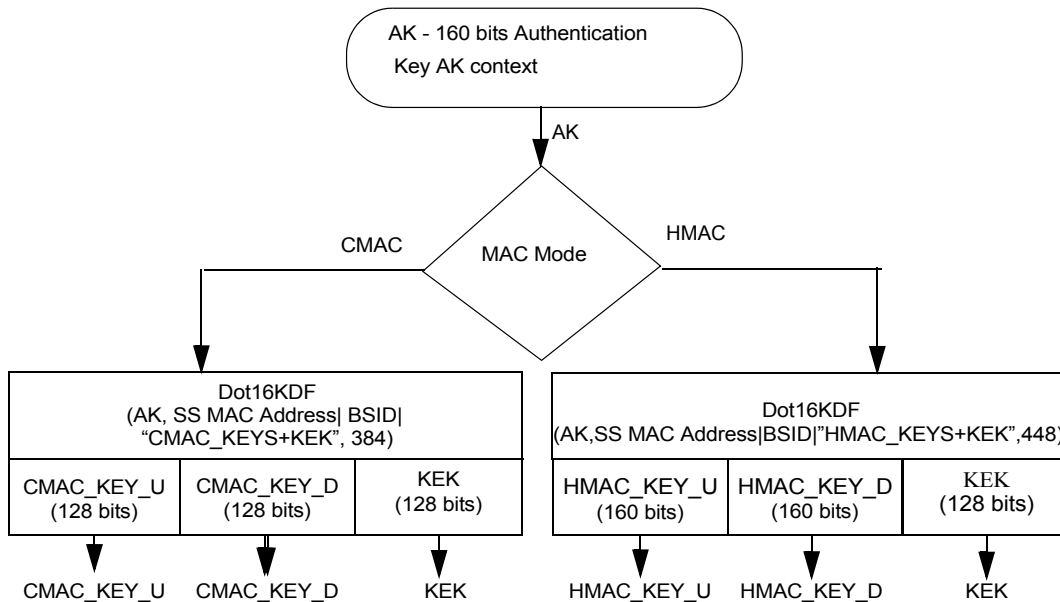 AK - 160 bits Authentication
Key AK context
AK
CMAC
MAC Mode
HMAC
Dot16KDF
(AK, SS MAC Address| BSID|
“CMAC_KEYS+KEK”, 384)
CMAC_KEY_U
(128 bits)
CMAC_KEY_D
(128 bits)
KEK
(128 bits)
Dot16KDF
(AK,SS MAC Address|BSID|”HMAC_KEYS+KEK”,448)
HMAC_KEY_U
(160 bits)
HMAC_KEY_D
(160 bits)
KEK
(128 bits)
CMAC_KEY_U
CMAC_KEY_D
KEK
HMAC_KEY_U
HMAC_KEY_D
KEK